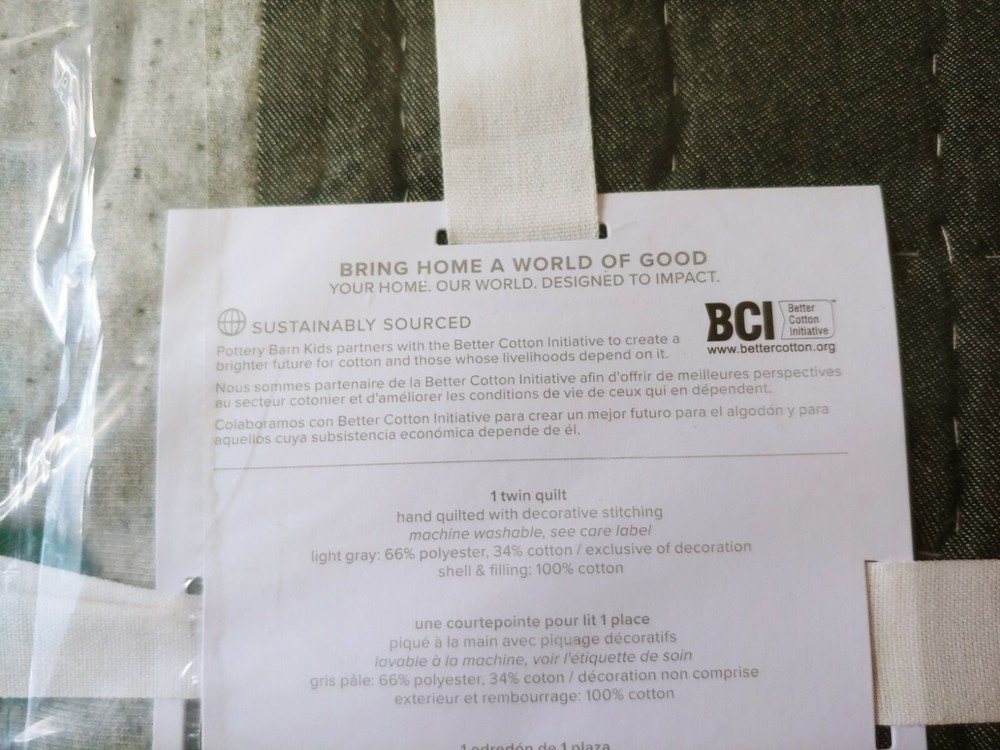 BRING HOME A WORLD OF GOOD
YOUR HOME. OUR WORLD. DESIGNED TO IMPACT.
SUSTAINABLY SOURCED
BCI Better
Cotton
Initiative
™
www.bettercotton.org
Pottery Barn Kids partners with the Better Cotton Initiative to create a
brighter future for cotton and those whose livelihoods depend on it.
Nous sommes partenaire de la Better Cotton Initiative afin d'offrir de meilleures perspectives
au secteur cotonier et d'améliorer les conditions de vie de ceux qui en dépendent.
Colaboramos con Better Cotton Initiative para crear un mejor futuro para el algodón y para
aquellos cuya subsistencia económica depende de él.
1 twin quilt
hand quilted with decorative stitching
machine washable, see care label
light gray: 66% polyester, 34% cotton / exclusive of decoration
shell & filling: 100% cotton
une courtepointe pour lit 1 place
piqué à la main avec piquage décoratifs
lavable à la machine, voir l'étiquette de soin
gris pâle: 66% polyester, 34% coton / décoration non comprise
exterieur et rembourrage: 100% cotton
1 edredón de 1 plaza